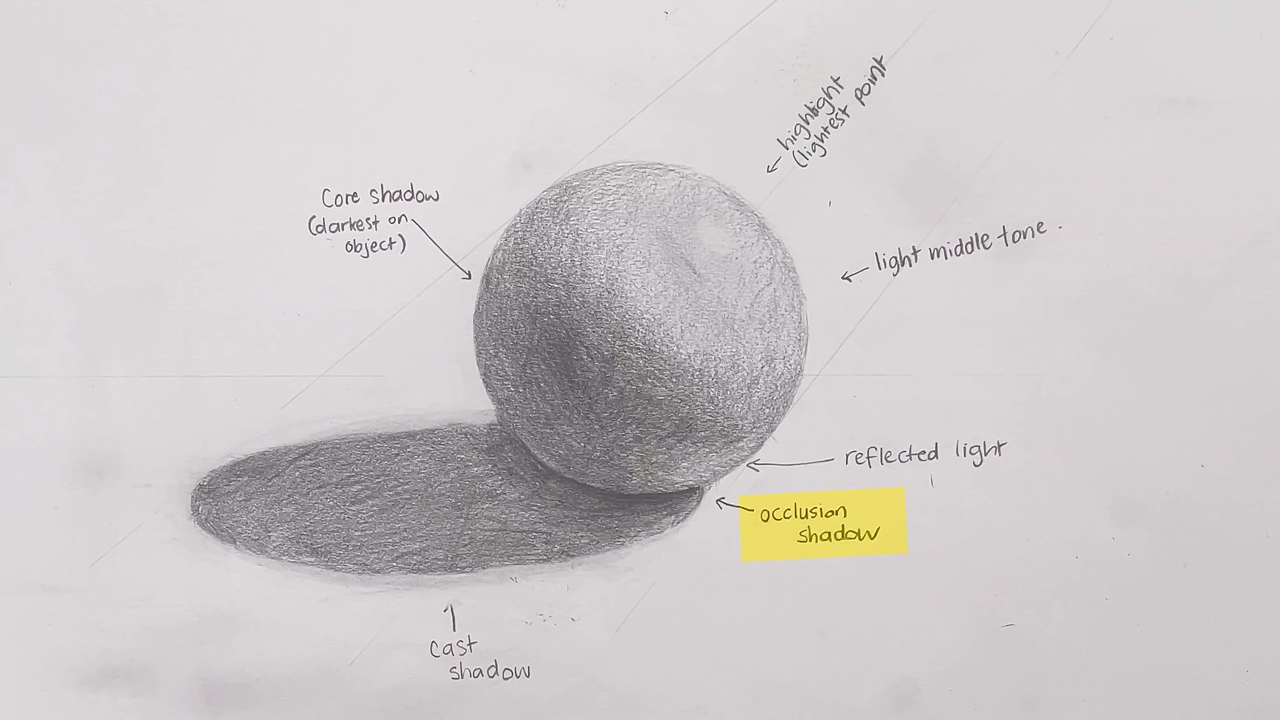 highlight
(lightest point
Core shadow
(darkest on
object)
light middle tone.
reflected light
occlusion
shadow
cast
shadow